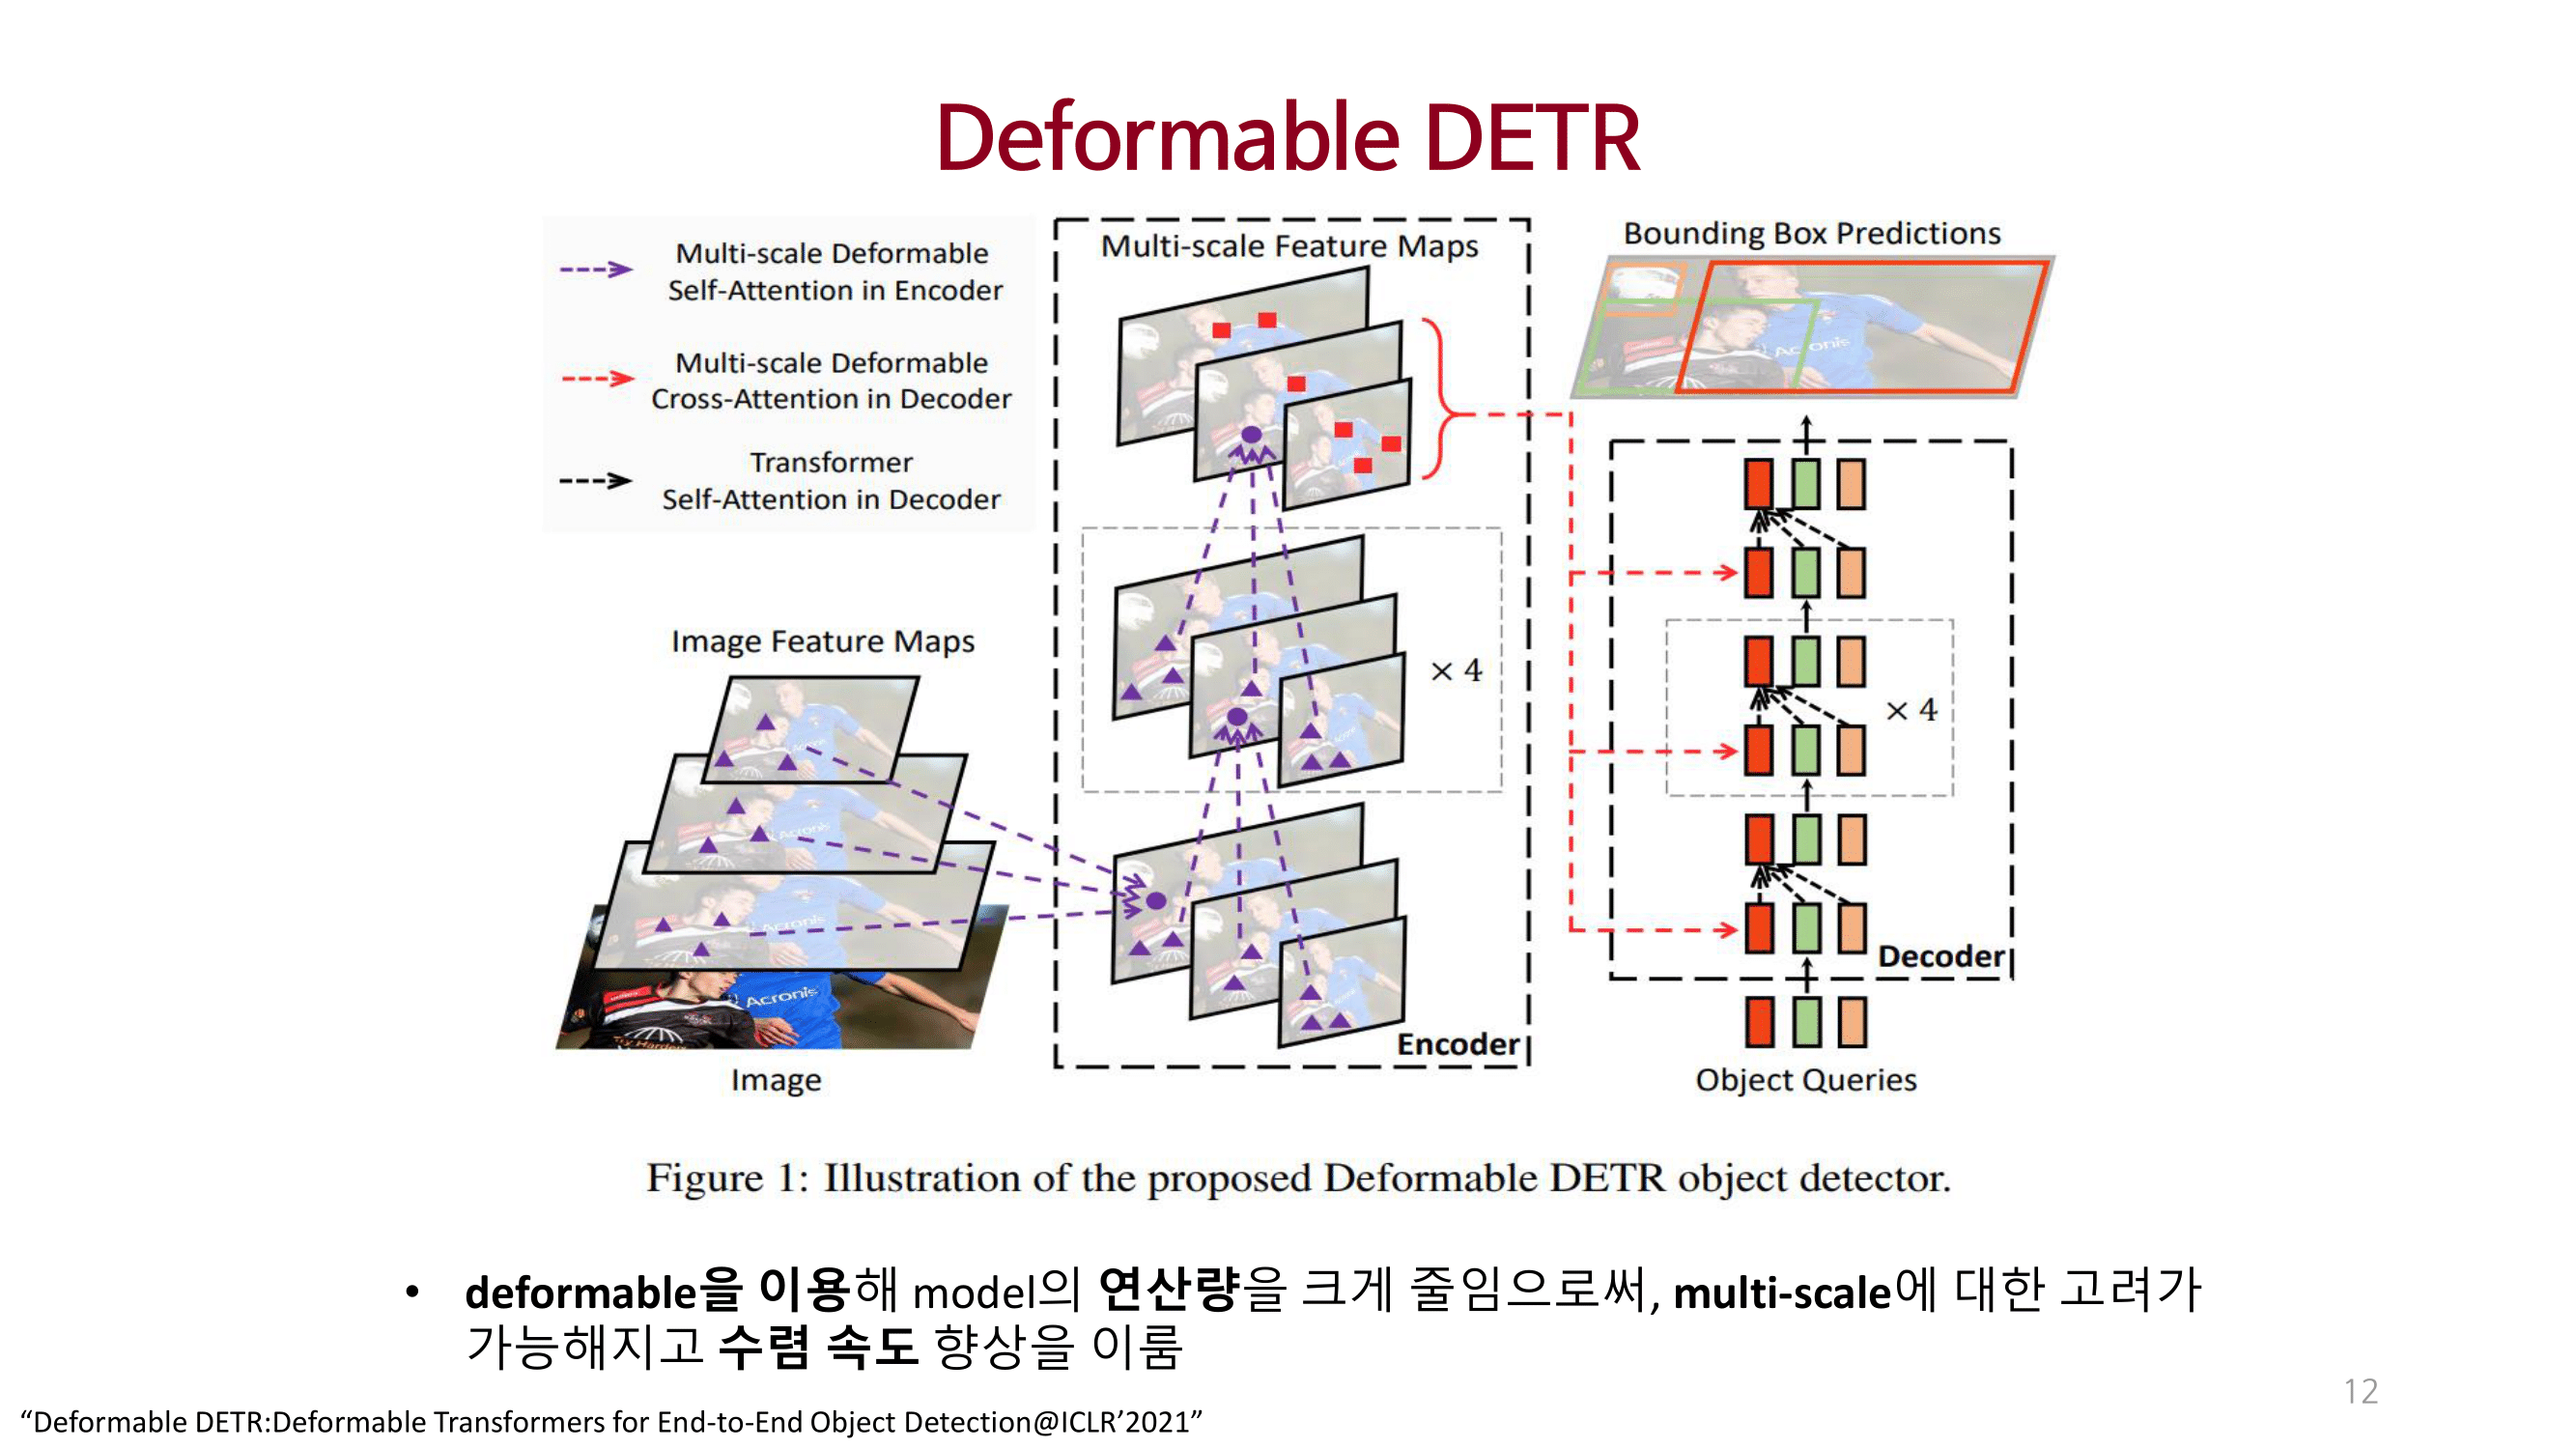 Deformable DETR
Multi-scale Deformable
Self-Attention in Encoder
Multi-scale Deformable
Cross-Attention in Decoder
Transformer
Self-Attention in Decoder
Image Feature Maps
Image
Multi-scale Feature Maps
× 4
Encoder
Bounding Box Predictions
× 4
Decoder
Object Queries
Acronis
Figure 1: Illustration of the proposed Deformable DETR object detector.
• deformable을 이용해 model의 연산량을 크게 줄임으로써, multi-scale에 대한 고려가
가능해지고 수렴 속도 향상을 이룸
12
“Deformable DETR:Deformable Transformers for End-to-End Object Detection@ICLR’2021”